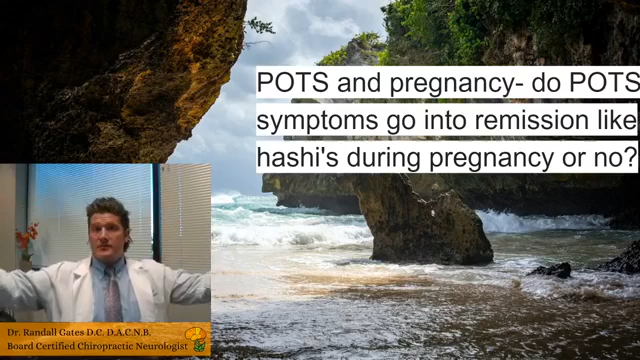 POTS and pregnancy- do POTS
symptoms go into remission like
hashi's during pregnancy or no?
Dr. Randall Gates D.C. D.A.C.N.B.
Board Certified Chiropractic Neurologist